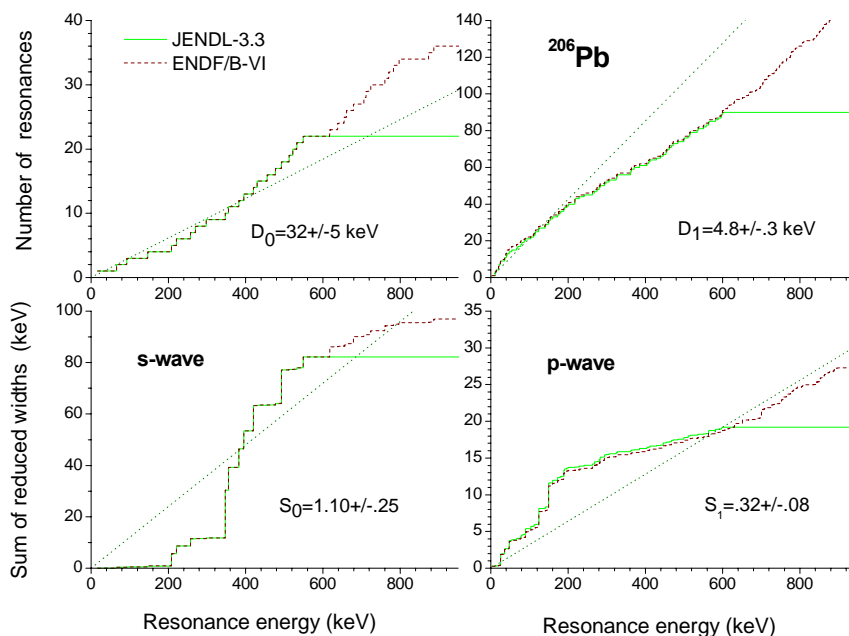 JENDL-3.3
ENDF/B-VI
Number of resonances
40
30
20
10
0
0 200 400 600 800
D0=32+/-5 keV
206Pb
140
120
100
80
60
40
20
0
0 200 400 600 800
D1=4.8+/-.3 keV
Sum of reduced widths (keV)
100
80
60
40
20
0
0 200 400 600 800
s-wave
S0=1.10+/-.25
Resonance energy (keV)
35
30
25
20
15
10
5
0
0 200 400 600 800
p-wave
S1=.32+/-.08
Resonance energy (keV)